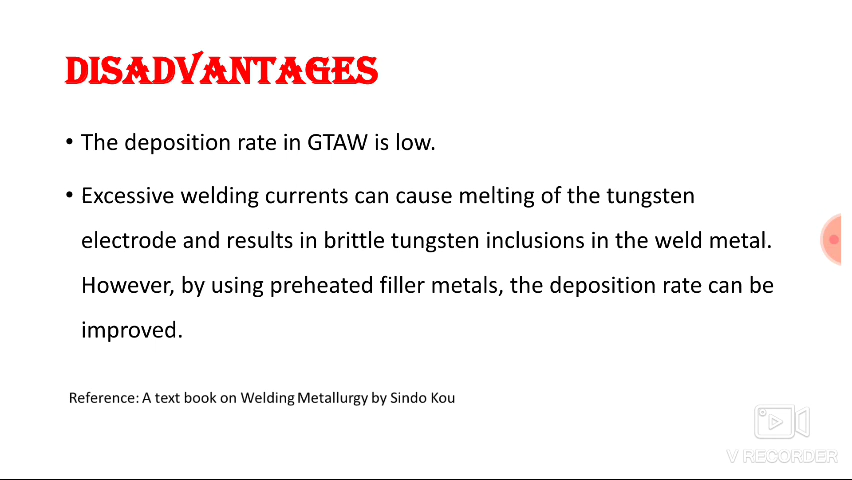 DISADVANTAGES
• The deposition rate in GTAW is low.
• Excessive welding currents can cause melting of the tungsten
electrode and results in brittle tungsten inclusions in the weld metal.
However, by using preheated filler metals, the deposition rate can be
improved.
Reference: A text book on Welding Metallurgy by Sindo Kou
V RECORDER